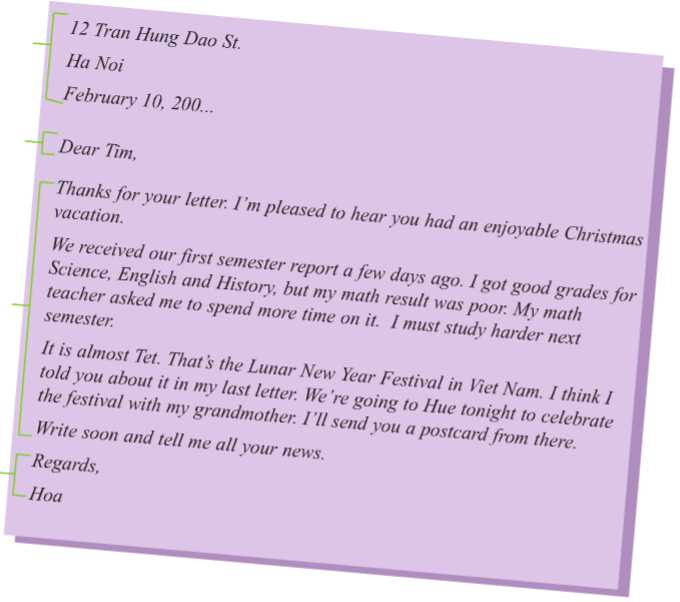 12 Tran Hung Dao St.
Ha Noi
February 10, 200...
Dear Tim,
Thanks for your letter. I'm pleased to hear you had an enjoyable Christmas
vacation.
We received our first semester report a few days ago. I got good grades for
Science, English and History, but my math result was poor. My math
teacher asked me to spend more time on it. I must study harder next
semester.
It is almost Tet. That's the Lunar New Year Festival in Viet Nam. I think I
told you about it in my last letter. We're going to Hue tonight to celebrate
the festival with my grandmother. I'll send you a postcard from there.
Write soon and tell me all your news.
Regards,
Hoa